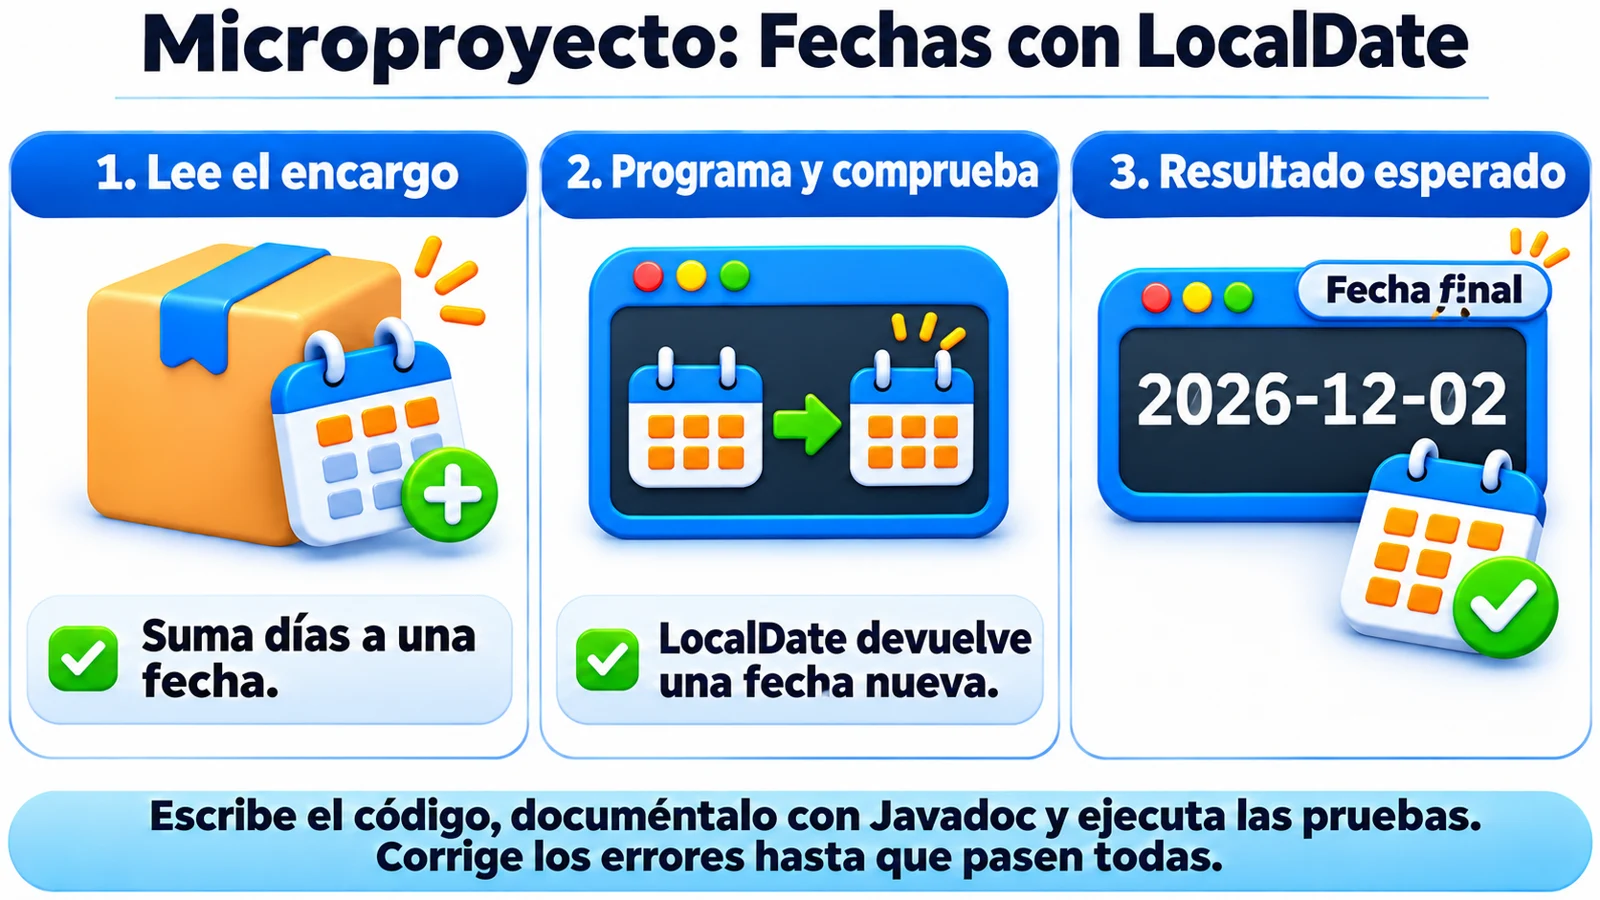 Microproyecto: Fechas con LocalDate
1. Lee el encargo
Suma días a una
fecha.
2. Programa y comprueba
LocalDate devuelve
una fecha nueva.
3. Resultado esperado
Fecha final
2026-12-02
Escribe el código, documéntalo con Javadoc y ejecuta las pruebas.
Corrige los errores hasta que pasen todas.